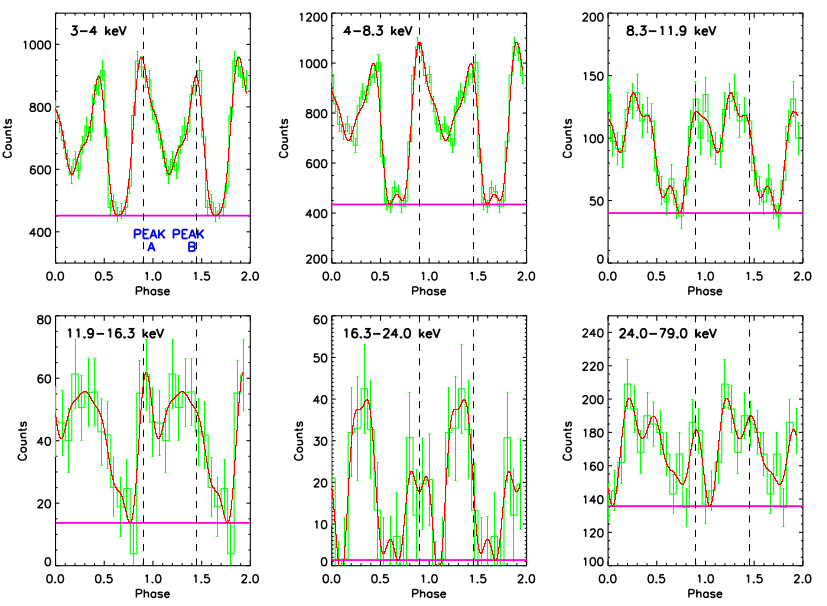 3-4 keV
Counts
1000
800
600
400
PEAK PEAK
A B
0.0 0.5 1.0 1.5 2.0
Phase
4-8.3 keV
Counts
1200
1000
800
600
400
200
0.0 0.5 1.0 1.5 2.0
Phase
8.3-11.9 keV
Counts
200
150
100
50
0
0.0 0.5 1.0 1.5 2.0
Phase
11.9-16.3 keV
Counts
80
60
40
20
0
0.0 0.5 1.0 1.5 2.0
Phase
16.3-24.0 keV
Counts
60
50
40
30
20
10
0
0.0 0.5 1.0 1.5 2.0
Phase
24.0-79.0 keV
Counts
240
220
200
180
160
140
120
100
0.0 0.5 1.0 1.5 2.0
Phase